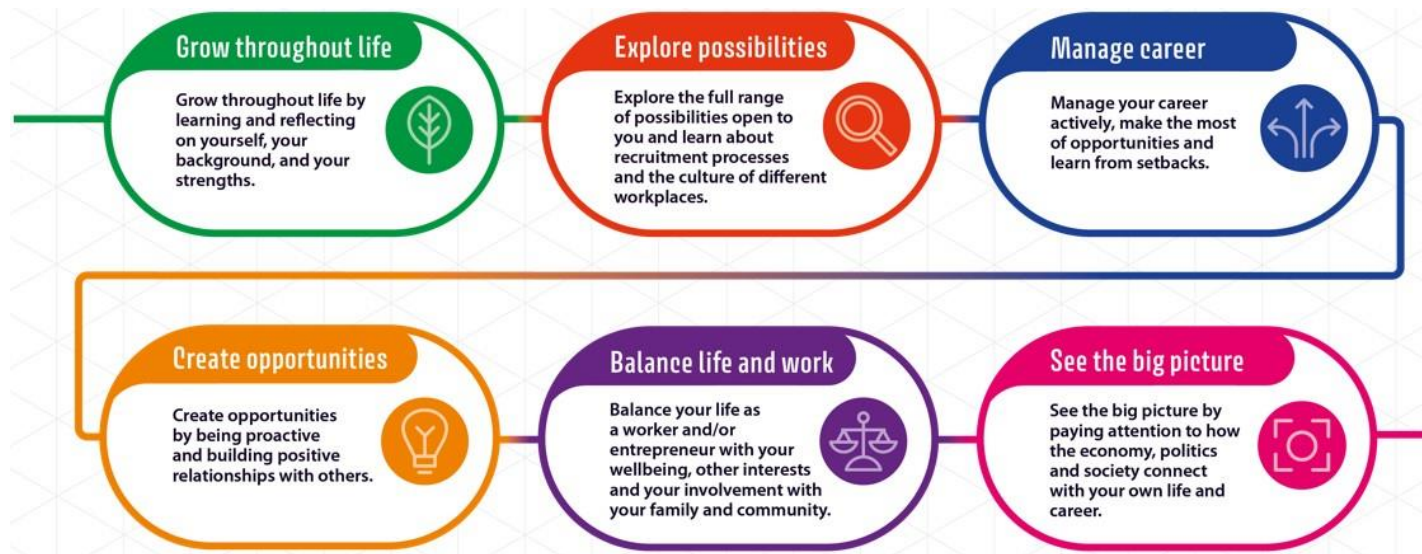 Grow throughout life
Grow throughout life by
learning and reflecting
on yourself, your
background, and your
strengths.
Explore possibilities
Explore the full range
of possibilities open to
you and learn about
recruitment processes
and the culture of different
workplaces.
Manage career
Manage your career
actively, make the most
of opportunities and
learn from setbacks.
Create opportunities
Create opportunities
by being proactive
and building positive
relationships with others.
Balance life and work
Balance your life as
a worker and/or
entrepreneur with your
wellbeing, other interests
and your involvement with
your family and community.
See the big picture
See the big picture by
paying attention to how
the economy, politics
and society connect
with your own life and
career.